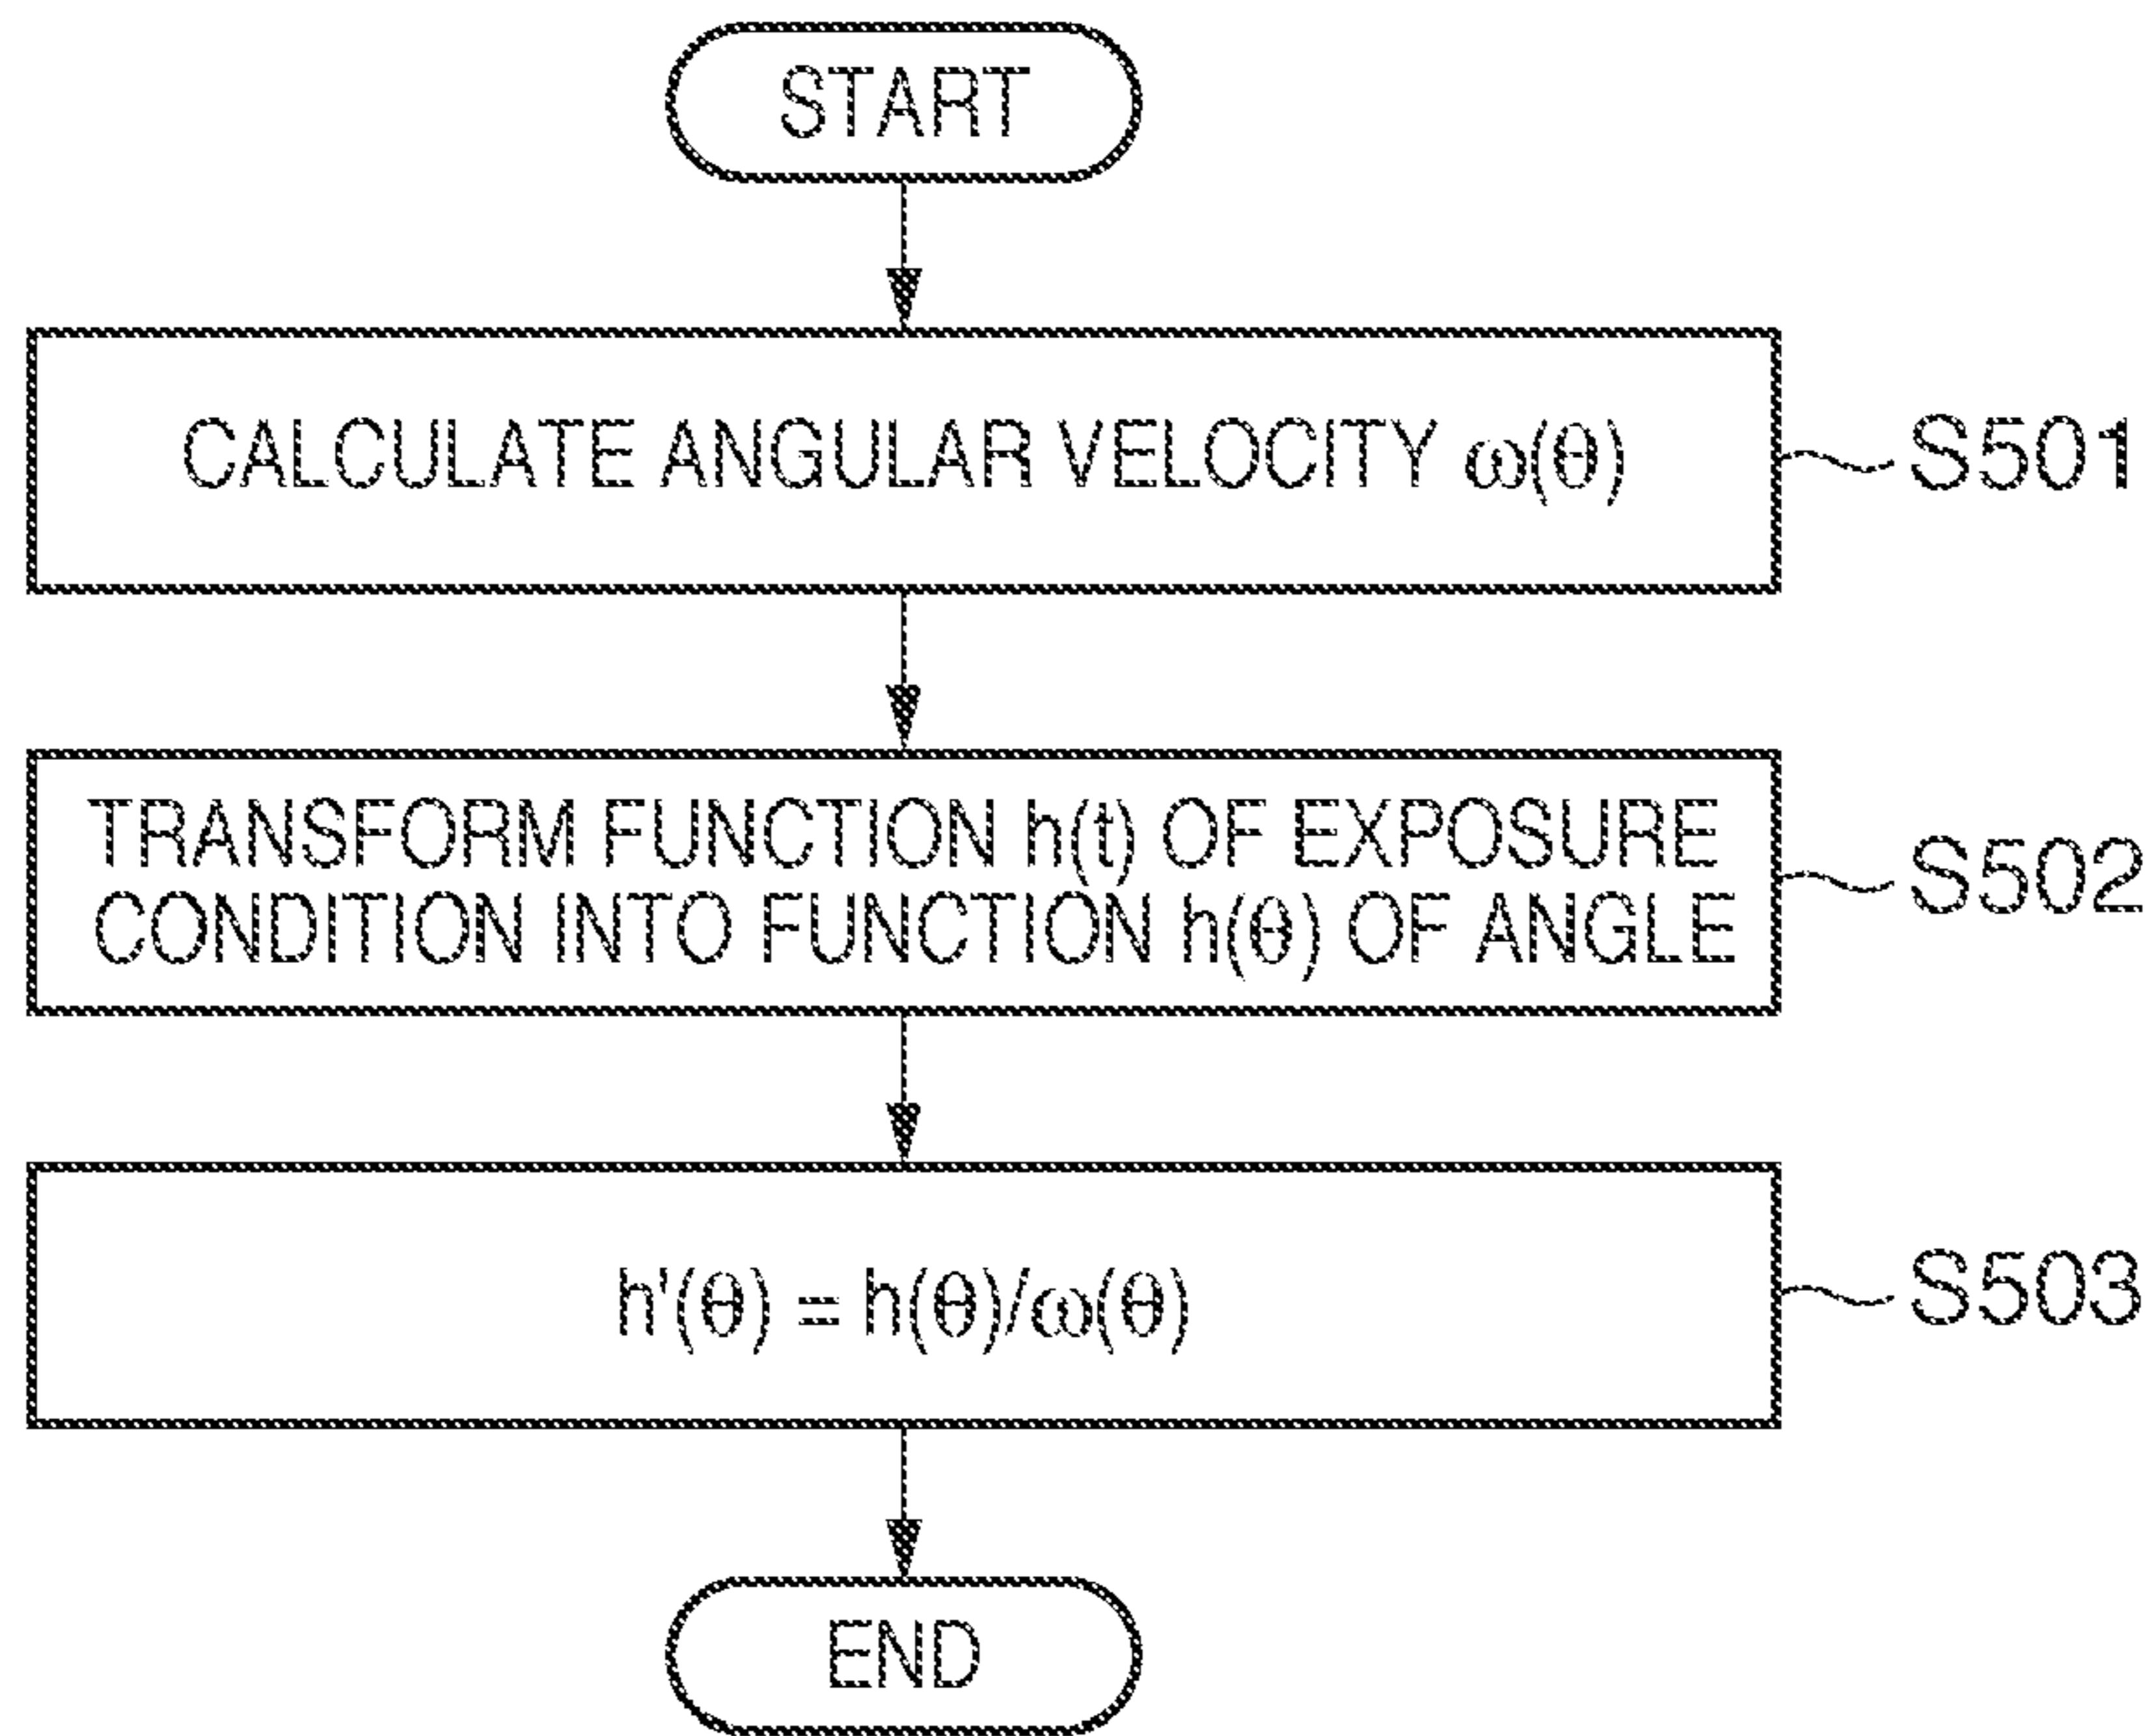 START
CALCULATE ANGULAR VELOCITY ω(θ)
S501
TRANSFORM FUNCTION h(t) OF EXPOSURE
CONDITION INTO FUNCTION h(θ) OF ANGLE
S502
h'(θ) = h(θ)/ω(θ)
S503
END